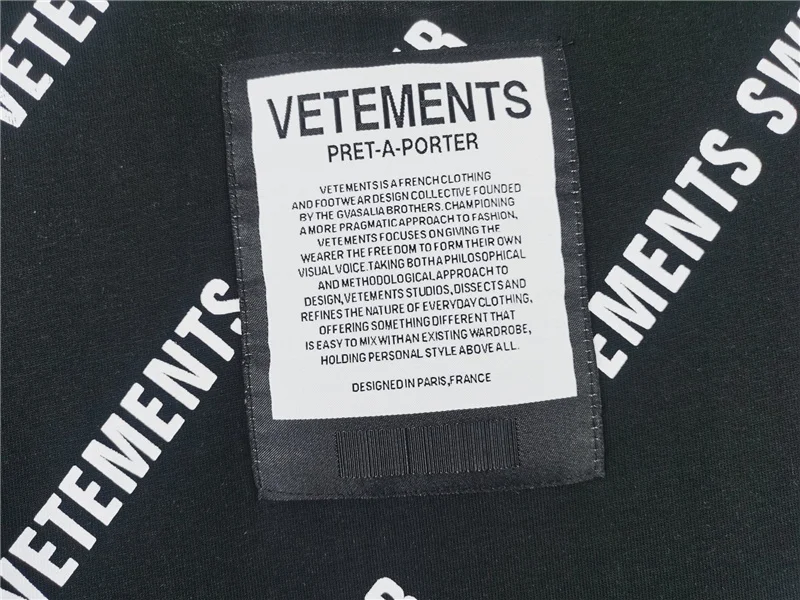 VETEMENTS
PRET-A-PORTER
VETEMENTS IS A FRENCH CLOTHING
AND FOOTWEAR DESIGN COLLECTIVE FOUNDED
BY THE GVASALIA BROTHERS. CHAMPIONING
A MORE PRAGMATIC APPROACH TO FASHION,
VETEMENTS FOCUSES ON GIVING THE
WEARER THE FREEDOM TO FORM THEIR OWN
VISUAL VOICE.TAKING BOTH A PHILOSOPHICAL
AND METHODOLOGICAL APPROACH TO
DESIGN,VETEMENTS STUDIOS, DISSECTS AND
REFINES THE NATURE OF EVERYDAY CLOTHING,
OFFERING SOMETHING DIFFERENT THAT
IS EASY TO MIX WITH AN EXISTING WARDROBE,
HOLDING PERSONAL STYLE ABOVE ALL.
DESIGNED IN PARIS,FRANCE
VETEMENTS S
EMENTS SW
VETE